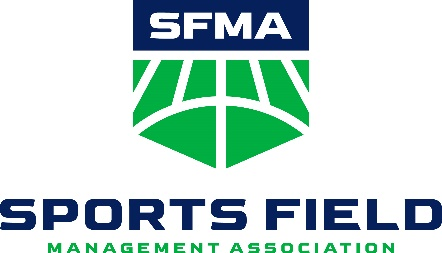 SFMA
SPORTS FIELD
MANAGEMENT ASSOCIATION